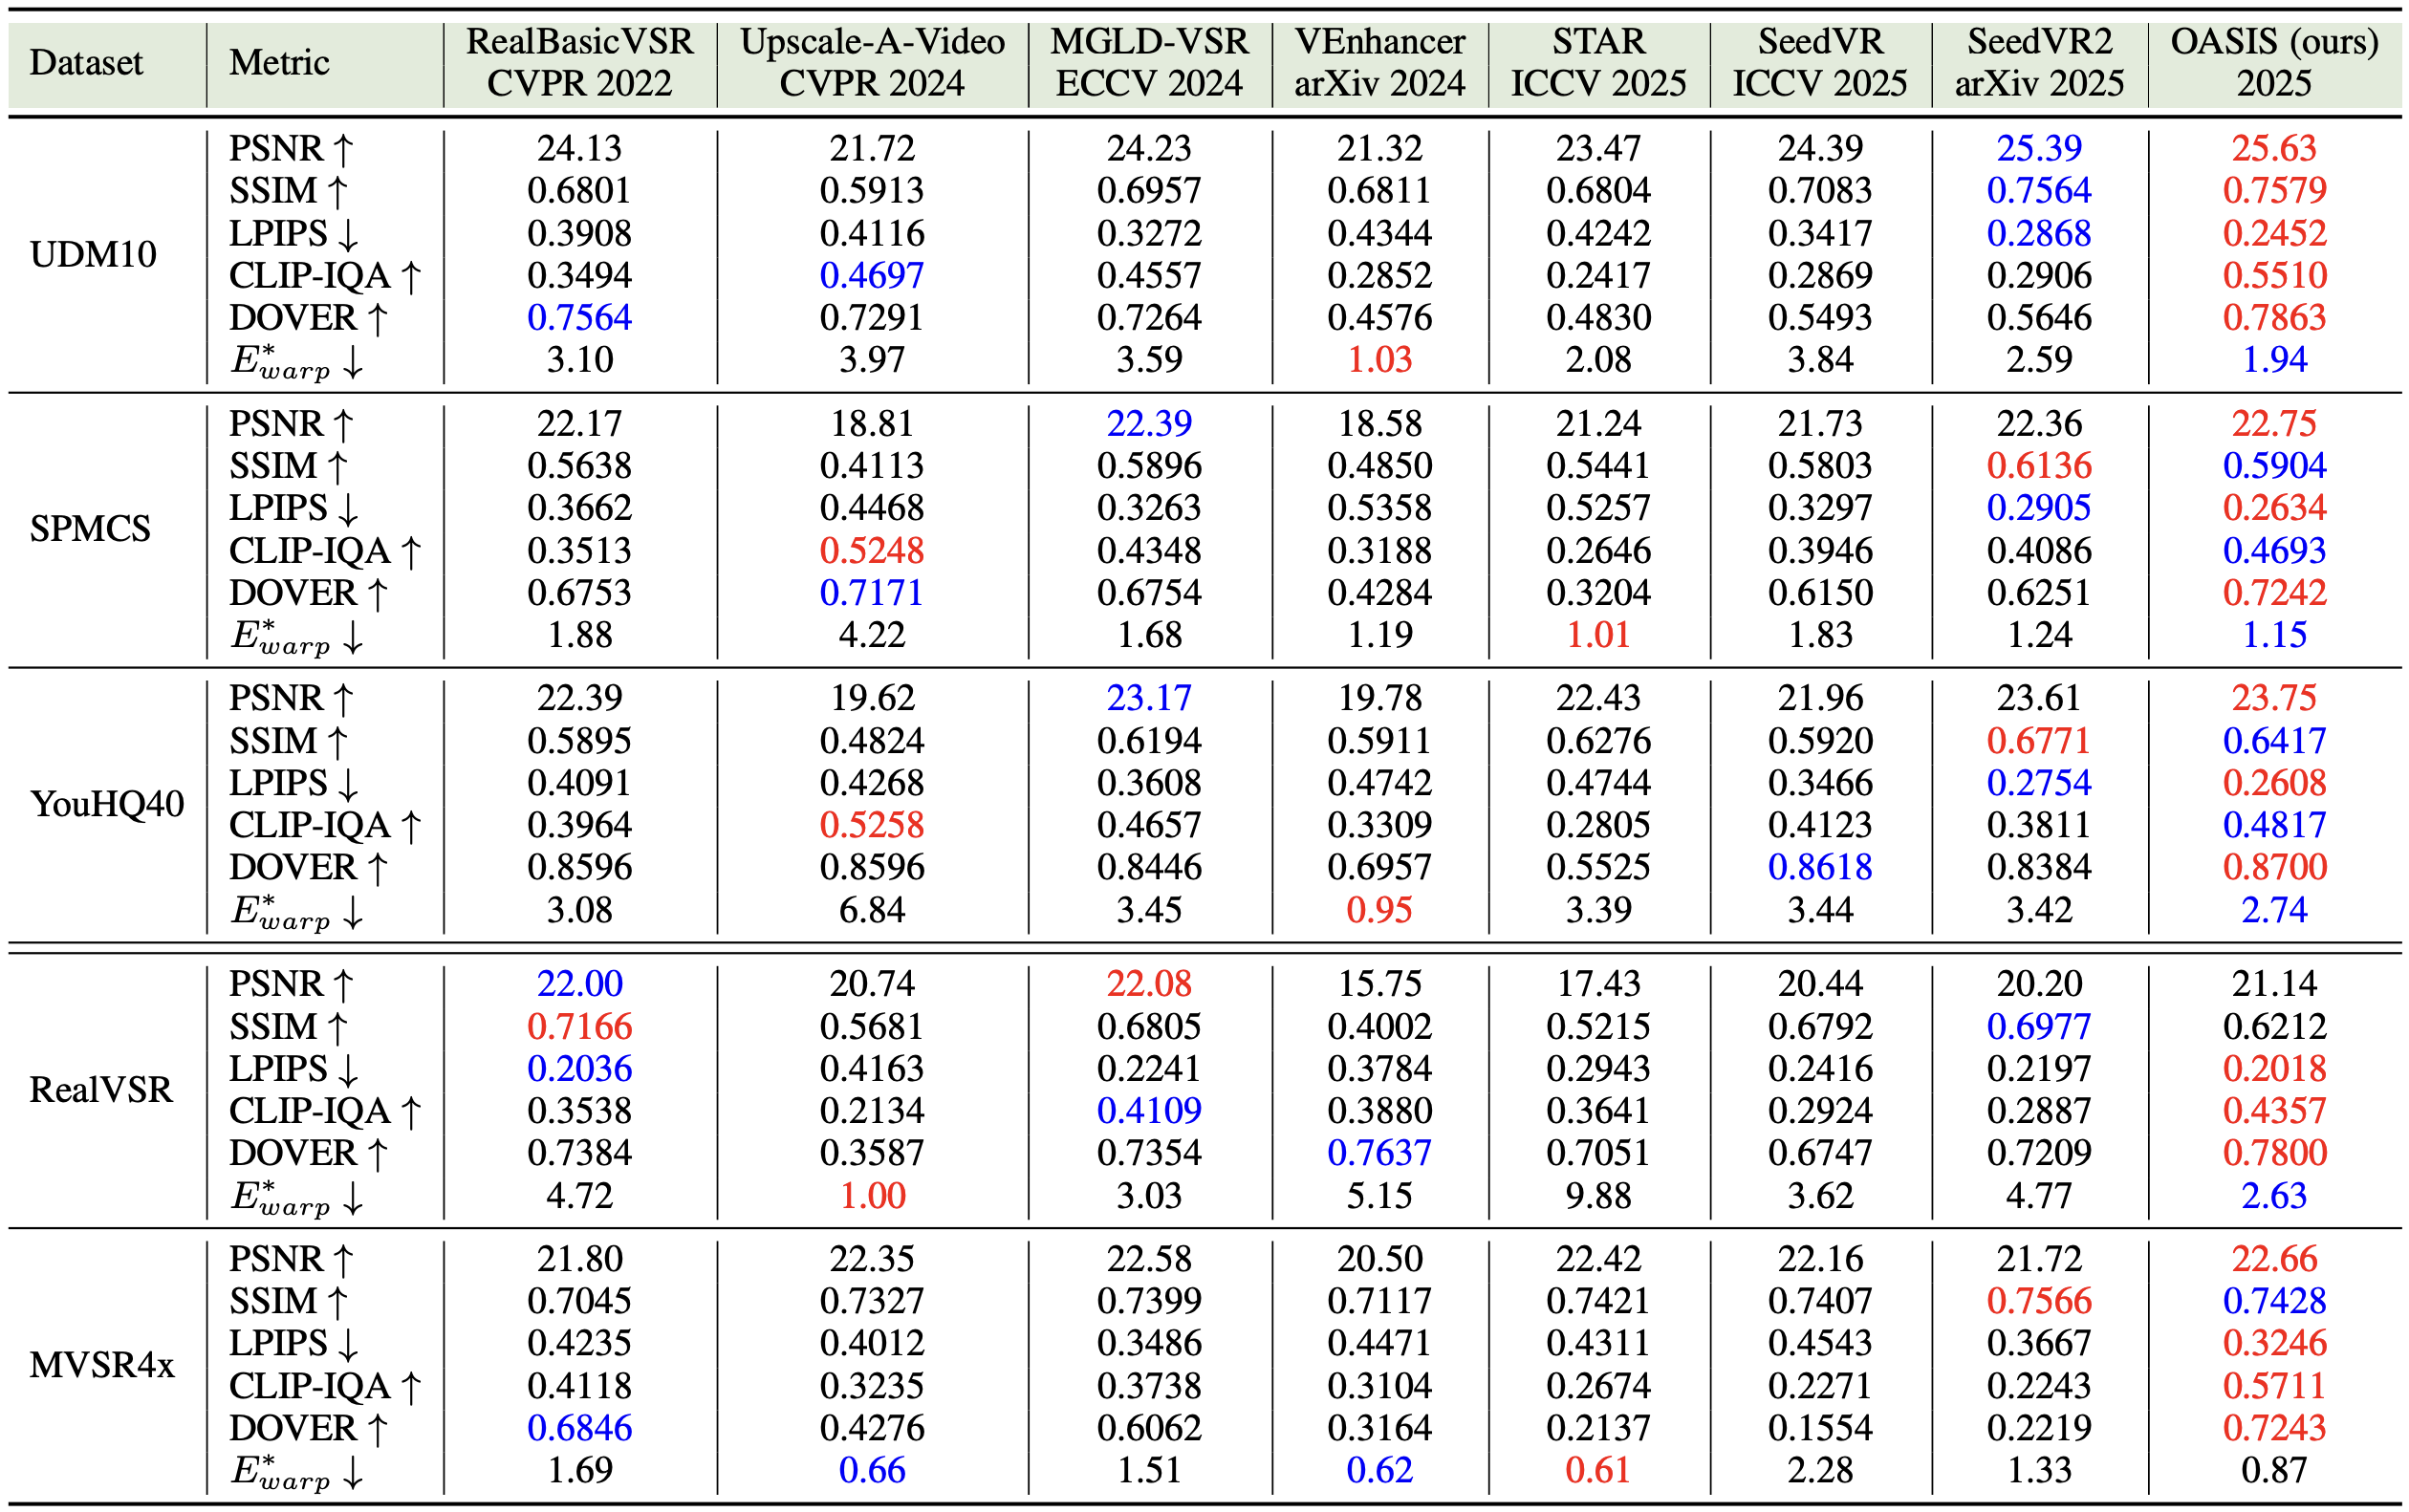 Dataset Metric RealBasicVSR CVPR 2022 Upscale-A-Video CVPR 2024 MGLD-VSR ECCV 2024 VEnhancer arXiv 2024 STAR ICCV 2025 SeedVR ICCV 2025 SeedVR2 arXiv 2025 OASIS (ours) 2025
UDM10
PSNR ↑ 24.13 21.72 24.23 21.32 23.47 24.39 25.39 25.63
SSIM ↑ 0.6801 0.5913 0.6957 0.6811 0.6804 0.7083 0.7564 0.7579
LPIPS ↓ 0.3908 0.4116 0.3272 0.4344 0.4242 0.3417 0.2868 0.2452
CLIP-IQA ↑ 0.3494 0.4697 0.4557 0.2852 0.2417 0.2869 0.2906 0.5510
DOVER ↑ 0.7564 0.7291 0.7264 0.4576 0.4830 0.5493 0.5646 0.7863
E*warp ↓ 3.10 3.97 3.59 1.03 2.08 3.84 2.59 1.94
SPMCS
PSNR ↑ 22.17 18.81 22.39 18.58 21.24 21.73 22.36 22.75
SSIM ↑ 0.5638 0.4113 0.5896 0.4850 0.5441 0.5803 0.6136 0.5904
LPIPS ↓ 0.3662 0.4468 0.3263 0.5358 0.5257 0.3297 0.2905 0.2634
CLIP-IQA ↑ 0.3513 0.5248 0.4348 0.3188 0.2646 0.3946 0.4086 0.4693
DOVER ↑ 0.6753 0.7171 0.6754 0.4284 0.3204 0.6150 0.6251 0.7242
E*warp ↓ 1.88 4.22 1.68 1.19 1.01 1.83 1.24 1.15
YouHQ40
PSNR ↑ 22.39 19.62 23.17 19.78 22.43 21.96 23.61 23.75
SSIM ↑ 0.5895 0.4824 0.6194 0.5911 0.6276 0.5920 0.6771 0.6417
LPIPS ↓ 0.4091 0.4268 0.3608 0.4742 0.4744 0.3466 0.2754 0.2608
CLIP-IQA ↑ 0.3964 0.5258 0.4657 0.3309 0.2805 0.4123 0.3811 0.4817
DOVER ↑ 0.8596 0.8596 0.8446 0.6957 0.5525 0.8618 0.8384 0.8700
E*warp ↓ 3.08 6.84 3.45 0.95 3.39 3.44 3.42 2.74
RealVSR
PSNR ↑ 22.00 20.74 22.08 15.75 17.43 20.44 20.20 21.14
SSIM ↑ 0.7166 0.5681 0.6805 0.4002 0.5215 0.6792 0.6977 0.6212
LPIPS ↓ 0.2036 0.4163 0.2241 0.3784 0.2943 0.2416 0.2197 0.2018
CLIP-IQA ↑ 0.3538 0.2134 0.4109 0.3880 0.3641 0.2924 0.2887 0.4357
DOVER ↑ 0.7384 0.3587 0.7354 0.7637 0.7051 0.6747 0.7209 0.7800
E*warp ↓ 4.72 1.00 3.03 5.15 9.88 3.62 4.77 2.63
MVSR4x
PSNR ↑ 21.80 22.35 22.58 20.50 22.42 22.16 21.72 22.66
SSIM ↑ 0.7045 0.7327 0.7399 0.7117 0.7421 0.7407 0.7566 0.7428
LPIPS ↓ 0.4235 0.4012 0.3486 0.4471 0.4311 0.4543 0.3667 0.3246
CLIP-IQA ↑ 0.4118 0.3235 0.3738 0.3104 0.2674 0.2271 0.2243 0.5711
DOVER ↑ 0.6846 0.4276 0.6062 0.3164 0.2137 0.1554 0.2219 0.7243
E*warp ↓ 1.69 0.66 1.51 0.62 0.61 2.28 1.33 0.87